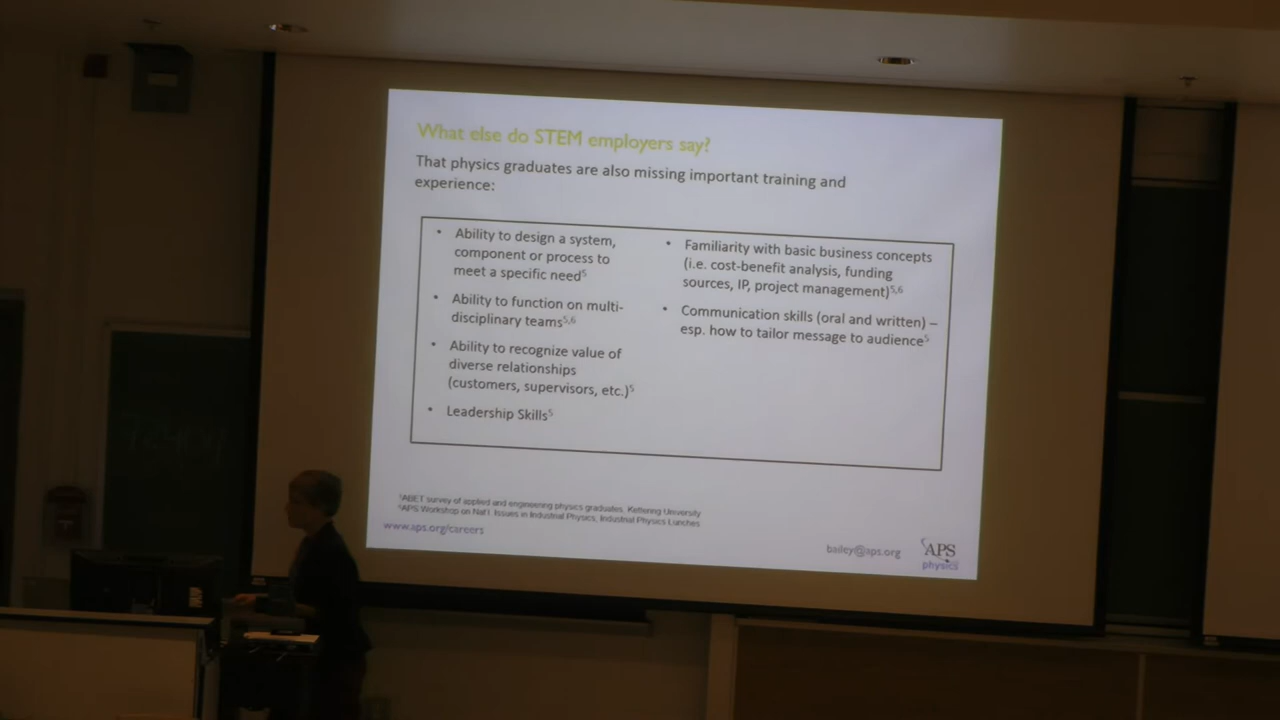 What else do STEM employers say?
That physics graduates are also missing important training and
experience:
• Ability to design a system,
component or process to
meet a specific need5
• Ability to function on multi-
disciplinary teams5,6
• Ability to recognize value of
diverse relationships
(customers, supervisors, etc.)5
• Leadership Skills5
• Familiarity with basic business concepts
(i.e. cost-benefit analysis, funding
sources, IP, project management)5,6
• Communication skills (oral and written) –
esp. how to tailor message to audience5
5ABET survey of applied and engineering physics graduates, Kettering University
6APS Workshop on Nat'l. Issues in Industrial Physics, Industrial Physics Lunches
www.aps.org/careers
bailey@aps.org
APS
physics